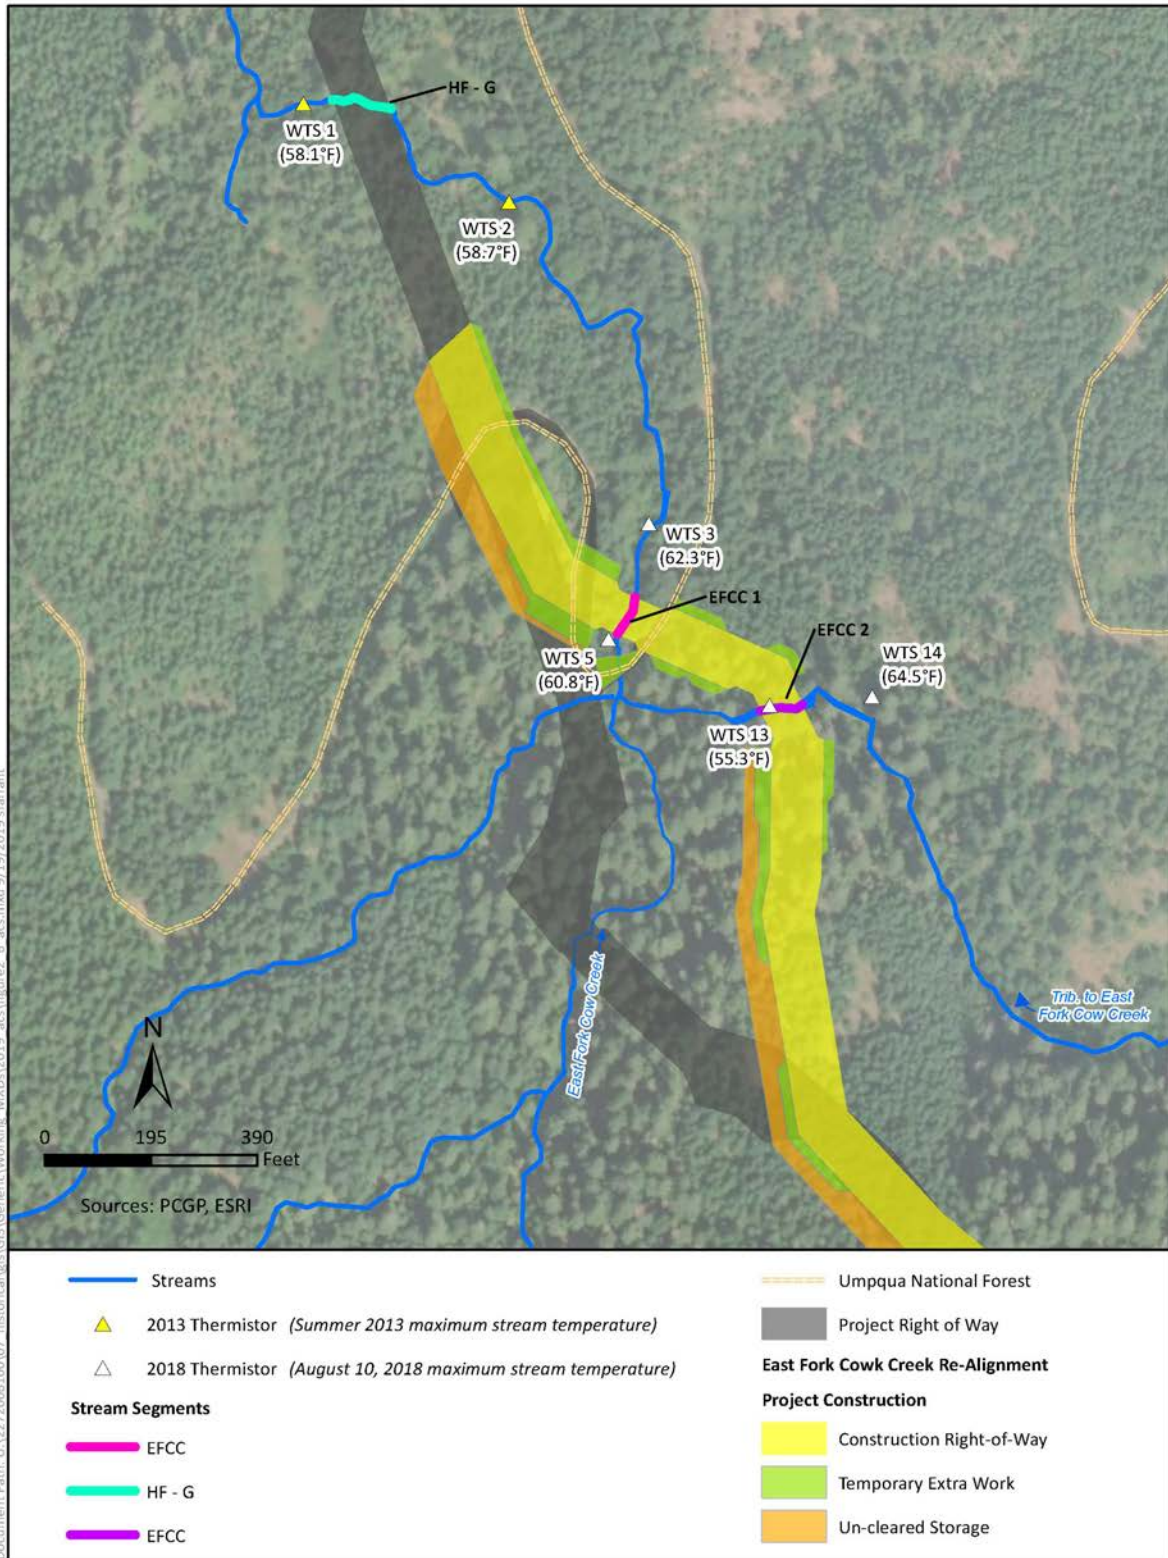 HF - G
WTS 1
(58.1°F)
WTS 2
(58.7°F)
WTS 3
(62.3°F)
EFCC 1
EFCC 2
WTS 5
(60.8°F)
WTS 14
(64.5°F)
WTS 13
(55.3°F)
East Fork Cow Creek
Trib. to East
Fork Cow Creek
N
0 195 390
Feet
Sources: PCGP, ESRI
Streams
2013 Thermistor (Summer 2013 maximum stream temperature)
2018 Thermistor (August 10, 2018 maximum stream temperature)
Stream Segments
EFCC
HF - G
EFCC
Umpqua National Forest
Project Right of Way
East Fork Cowk Creek Re-Alignment
Project Construction
Construction Right-of-Way
Temporary Extra Work
Un-cleared Storage